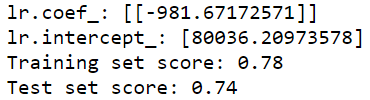 lr.coef_: [[-981.67172571]]
lr.intercept_: [80036.20973578]
Training set score: 0.78
Test set score: 0.74